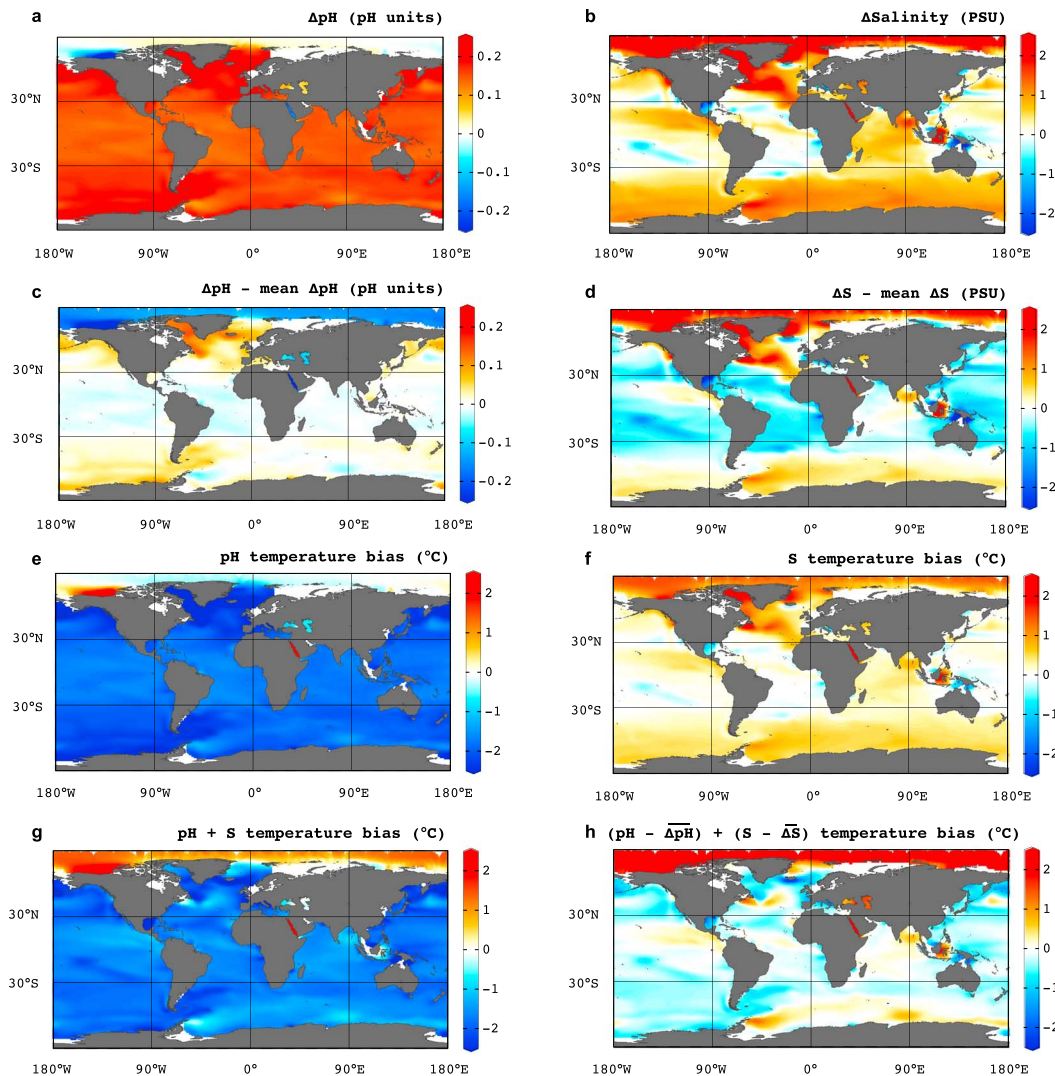 a
ΔpH (pH units)
0.2
0.1
0
−0.1
−0.2
30°N
30°S
180°W
90°W
0°
90°E
180°E
b
ΔSalinity (PSU)
2
1
0
−1
−2
30°N
30°S
180°W
90°W
0°
90°E
180°E
c
ΔpH − mean ΔpH (pH units)
0.2
0.1
0
−0.1
−0.2
30°N
30°S
180°W
90°W
0°
90°E
180°E
d
ΔS − mean ΔS (PSU)
2
1
0
−1
−2
30°N
30°S
180°W
90°W
0°
90°E
180°E
e
pH temperature bias (°C)
2
1
0
−1
−2
30°N
30°S
180°W
90°W
0°
90°E
180°E
f
S temperature bias (°C)
2
1
0
−1
−2
30°N
30°S
180°W
90°W
0°
90°E
180°E
g
pH + S temperature bias (°C)
2
1
0
−1
−2
30°N
30°S
180°W
90°W
0°
90°E
180°E
h
(pH − Δ̅p̅H̅) + (S − Δ̅S̅) temperature bias (°C)
2
1
0
−1
−2
30°N
30°S
180°W
90°W
0°
90°E
180°E